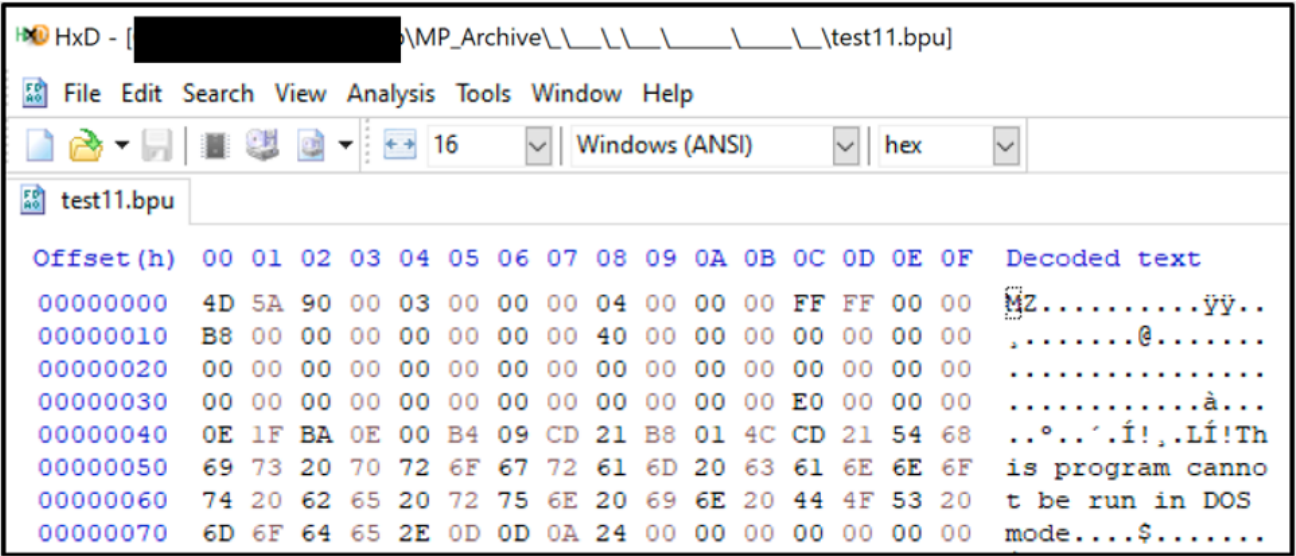 HxD - [\MP_Archive\_\__\_\__\_____\____\_\test11.bpu]
File Edit Search View Analysis Tools Window Help
16 Windows (ANSI) hex
test11.bpu
Offset(h) 00 01 02 03 04 05 06 07 08 09 0A 0B 0C 0D 0E 0F Decoded text
00000000 4D 5A 90 00 03 00 00 00 04 00 00 00 FF FF 00 00 MZ..........ÿÿ..
00000010 B8 00 00 00 00 00 00 00 40 00 00 00 00 00 00 00 ¸.......@.......
00000020 00 00 00 00 00 00 00 00 00 00 00 00 00 00 00 00 ................
00000030 00 00 00 00 00 00 00 00 00 00 00 00 E0 00 00 00 ............à...
00000040 0E 1F BA 0E 00 B4 09 CD 21 B8 01 4C CD 21 54 68 ..º..´.Í!¸.LÍ!Th
00000050 69 73 20 70 72 6F 67 72 61 6D 20 63 61 6E 6E 6F is program canno
00000060 74 20 62 65 20 72 75 6E 20 69 6E 20 44 4F 53 20 t be run in DOS
00000070 6D 6F 64 65 2E 0D 0D 0A 24 00 00 00 00 00 00 00 mode....$.......